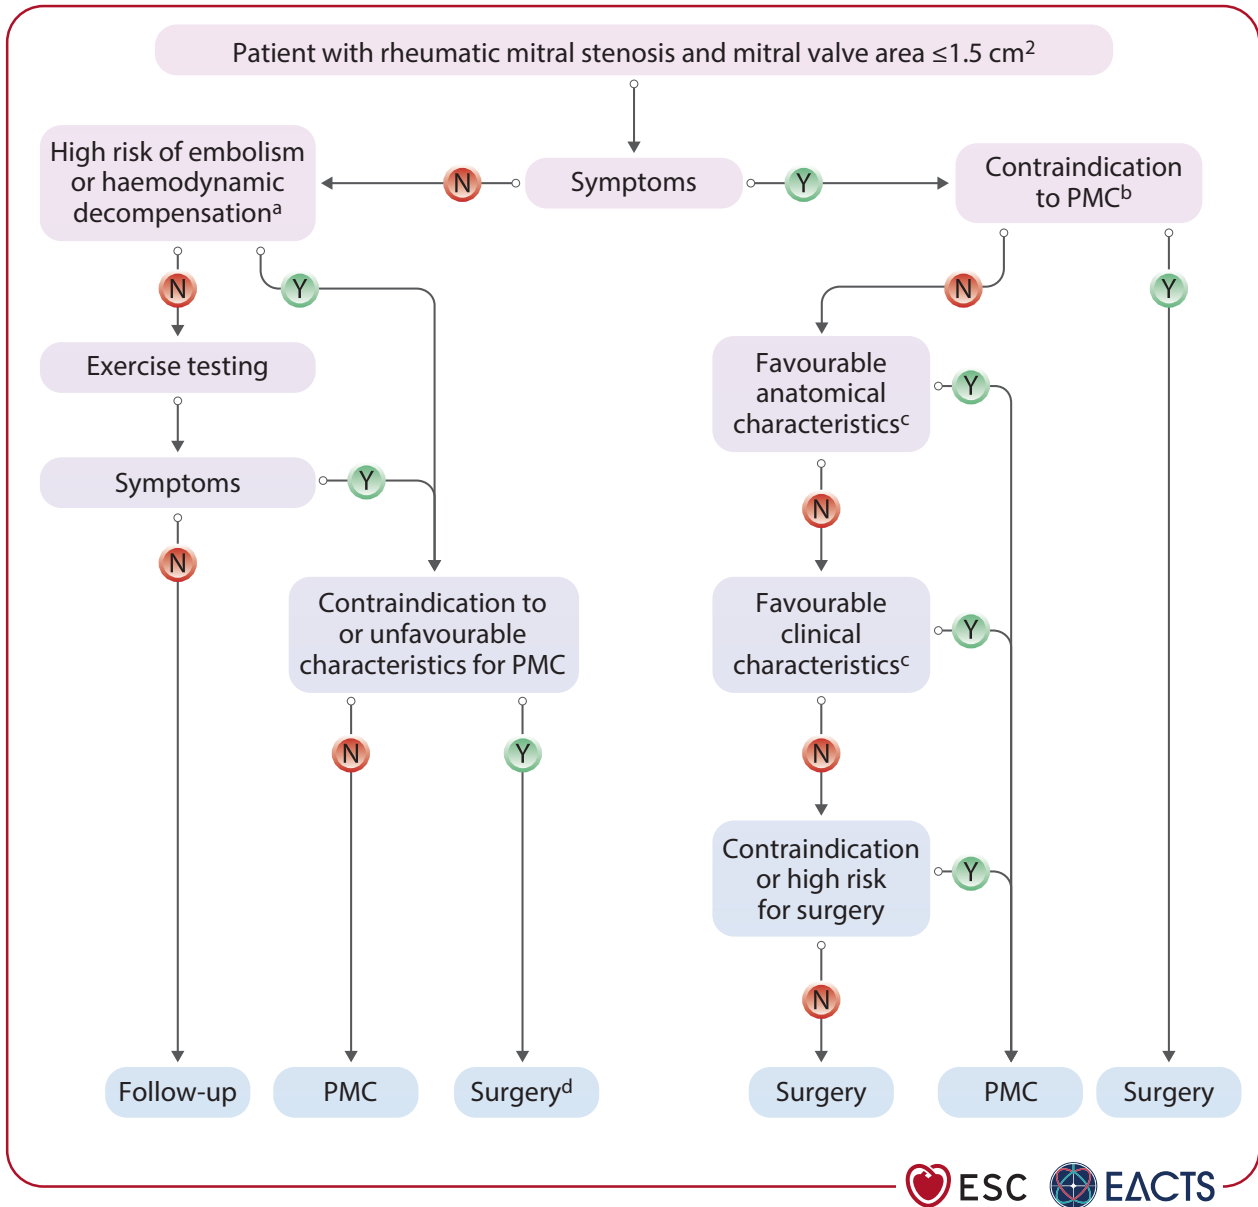 Patient with rheumatic mitral stenosis and mitral valve area ≤1.5 cm²
High risk of embolism
or haemodynamic
decompensationᵃ
N
Symptoms
Y
Contraindication
to PMCᵇ
N
Y
N
Y
Exercise testing
Favourable
anatomical
characteristicsᶜ
Y
Symptoms
Y
N
N
Contraindication to
or unfavourable
characteristics for PMC
Favourable
clinical
characteristicsᶜ
Y
N
Y
N
Contraindication
or high risk
for surgery
Y
N
Follow-up
PMC
Surgeryᵈ
Surgery
PMC
Surgery
ESC
EACTS